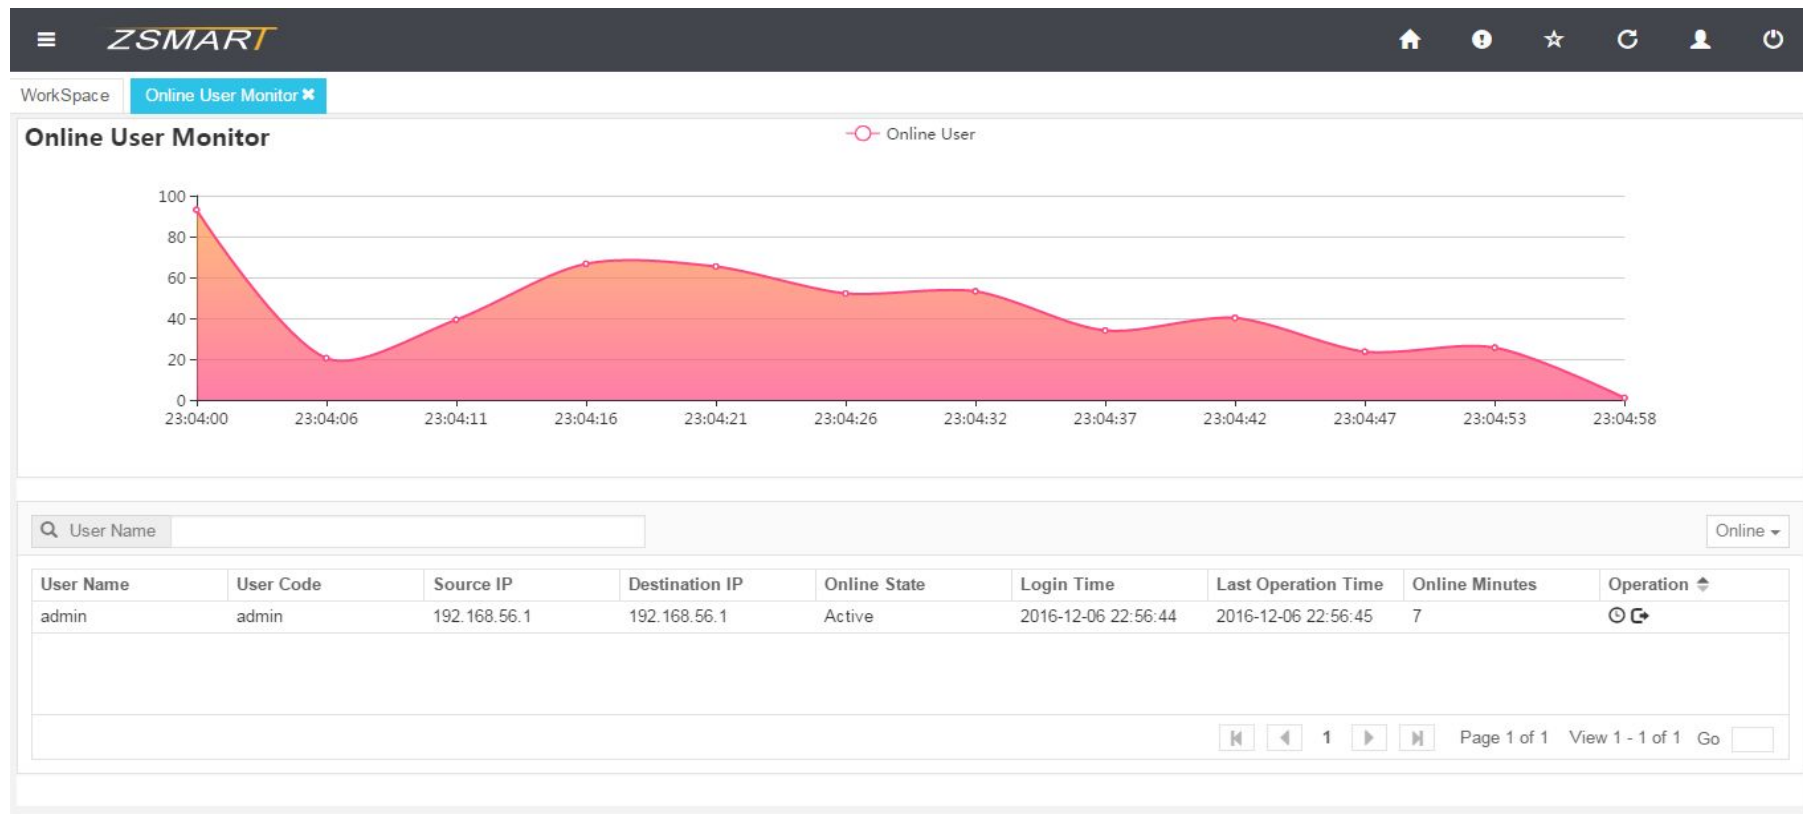 ZSMART
WorkSpace Online User Monitor
Online User Monitor
Online User
100
80
60
40
20
0
23:04:00 23:04:06 23:04:11 23:04:16 23:04:21 23:04:26 23:04:32 23:04:37 23:04:42 23:04:47 23:04:53 23:04:58
User Name Online
User Name User Code Source IP Destination IP Online State Login Time Last Operation Time Online Minutes Operation
admin admin 192.168.56.1 192.168.56.1 Active 2016-12-06 22:56:44 2016-12-06 22:56:45 7
1 Page 1 of 1 View 1 - 1 of 1 Go